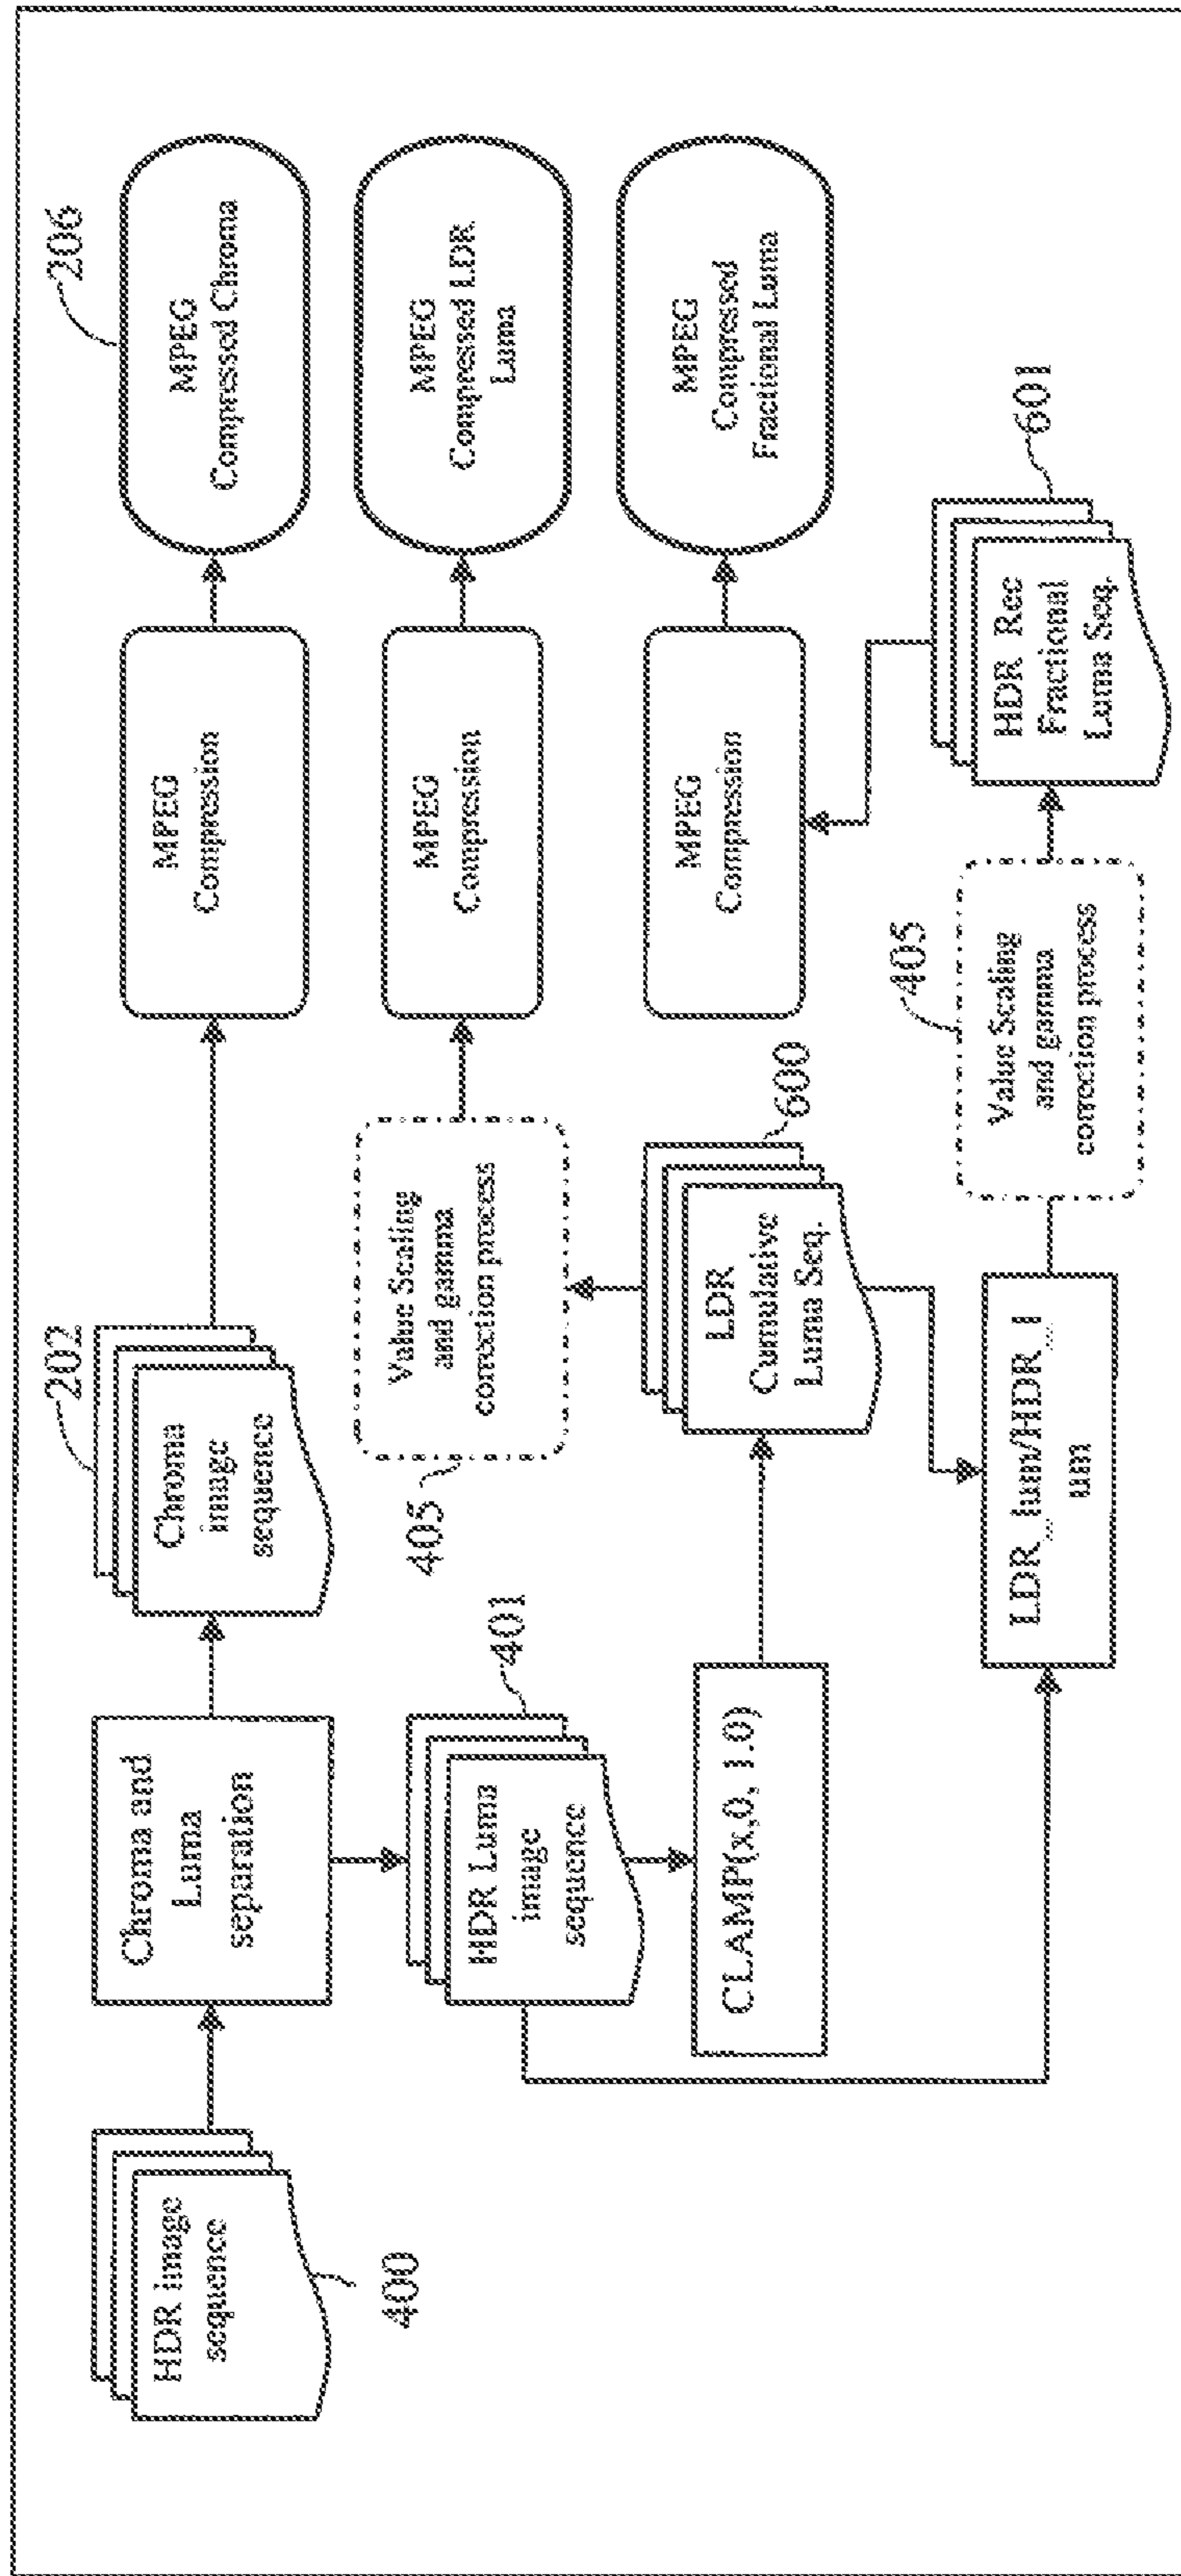 HDR image
sequence
400
Chroma and
Luma
separation
202
Chroma
image
sequence
MPEG
Compression
206
MPEG
Compressed Chroma
401
HDR Luma
image
sequence
405
Value Scaling
and gamma
correction process
MPEG
Compression
MPEG
Compressed LDR
Luma
CLAMP(x,0, 1.0)
600
LDR
Cumulative
Luma Seq.
MPEG
Compression
MPEG
Compressed
Fractional Luma
LDR_lum/HDR_l
um
405
Value Scaling
and gamma
correction process
601
HDR Rec
Fractional
Luma Seq.